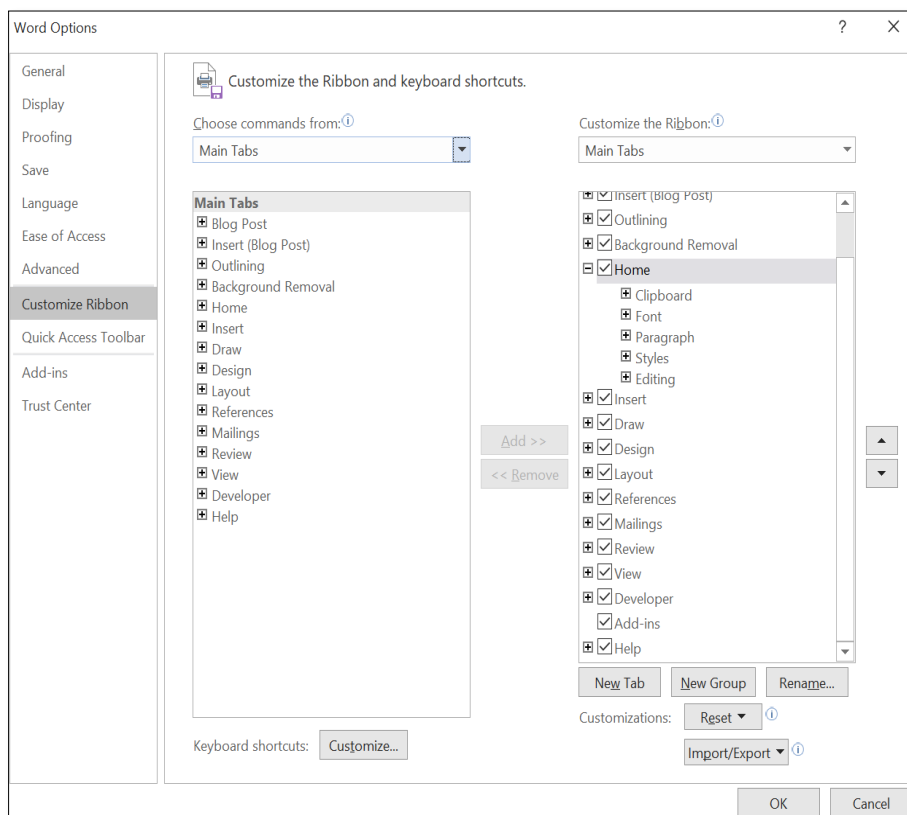 Word Options
?
General
Display
Proofing
Save
Language
Ease of Access
Advanced
Customize Ribbon
Quick Access Toolbar
Add-ins
Trust Center
Customize the Ribbon and keyboard shortcuts.
Choose commands from:
Main Tabs
Main Tabs
Blog Post
Insert (Blog Post)
Outlining
Background Removal
Home
Insert
Draw
Design
Layout
References
Mailings
Review
View
Developer
Help
Keyboard shortcuts: Customize...
Add >>
<< Remove
Customize the Ribbon:
Main Tabs
Insert (Blog Post)
Outlining
Background Removal
Home
Clipboard
Font
Paragraph
Styles
Editing
Insert
Draw
Design
Layout
References
Mailings
Review
View
Developer
Add-ins
Help
New Tab New Group Rename...
Customizations: Reset
Import/Export
OK Cancel